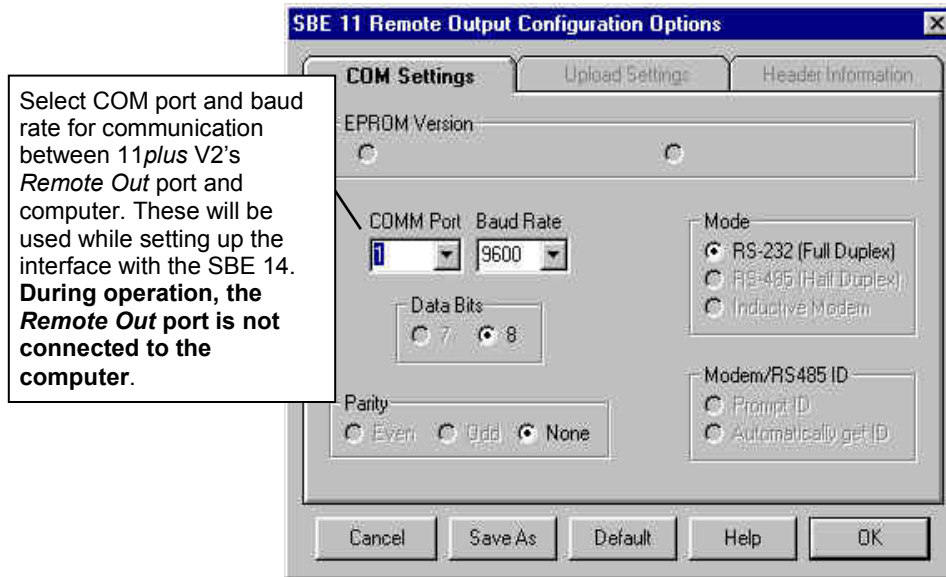 SBE 11 Remote Output Configuration Options
COM Settings
Upload Settings
Header Information
Select COM port and baud
rate for communication
between 11plus V2's
Remote Out port and
computer. These will be
used while setting up the
interface with the SBE 14.
During operation, the
Remote Out port is not
connected to the
computer.
EPROM Version
COMM Port
Baud Rate
1
9600
Data Bits
7
8
Parity
Even
Odd
None
Mode
RS-232 (Full Duplex)
RS-485 (Half Duplex)
Inductive Modem
Modem/RS485 ID
Prompt ID
Automatically get ID
Cancel
Save As
Default
Help
OK